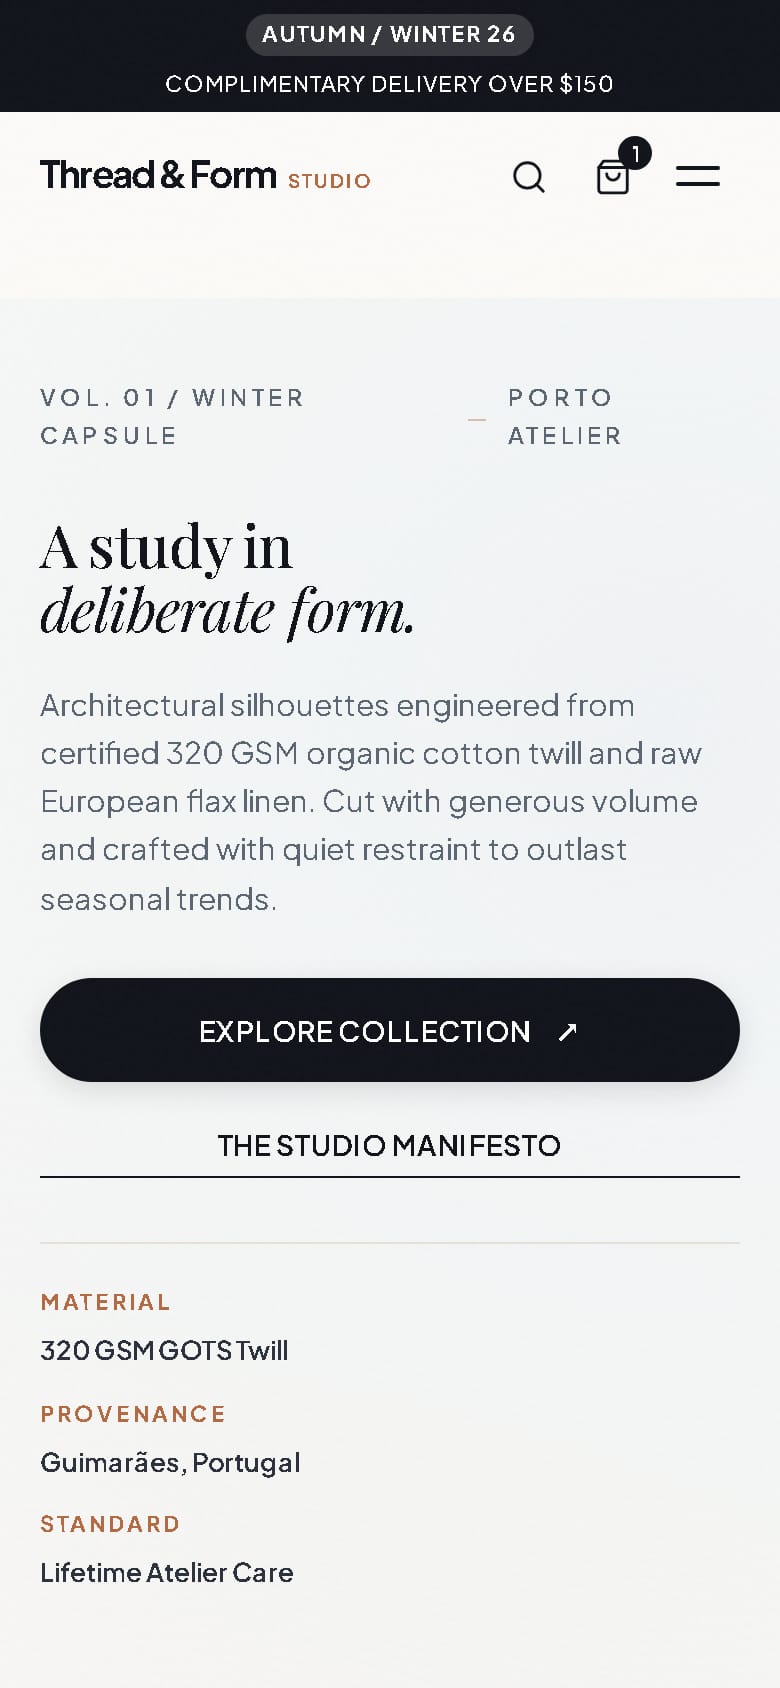 AUTUMN / WINTER 26
COMPLIMENTARY DELIVERY OVER $150
Thread & Form STUDIO
1
VOL. 01 / WINTER
CAPSULE
—
PORTO
ATELIER
A study in
deliberate form.
Architectural silhouettes engineered from
certified 320 GSM organic cotton twill and raw
European flax linen. Cut with generous volume
and crafted with quiet restraint to outlast
seasonal trends.
EXPLORE COLLECTION ↗
THE STUDIO MANIFESTO
MATERIAL
320 GSM GOTS Twill
PROVENANCE
Guimarães, Portugal
STANDARD
Lifetime Atelier Care